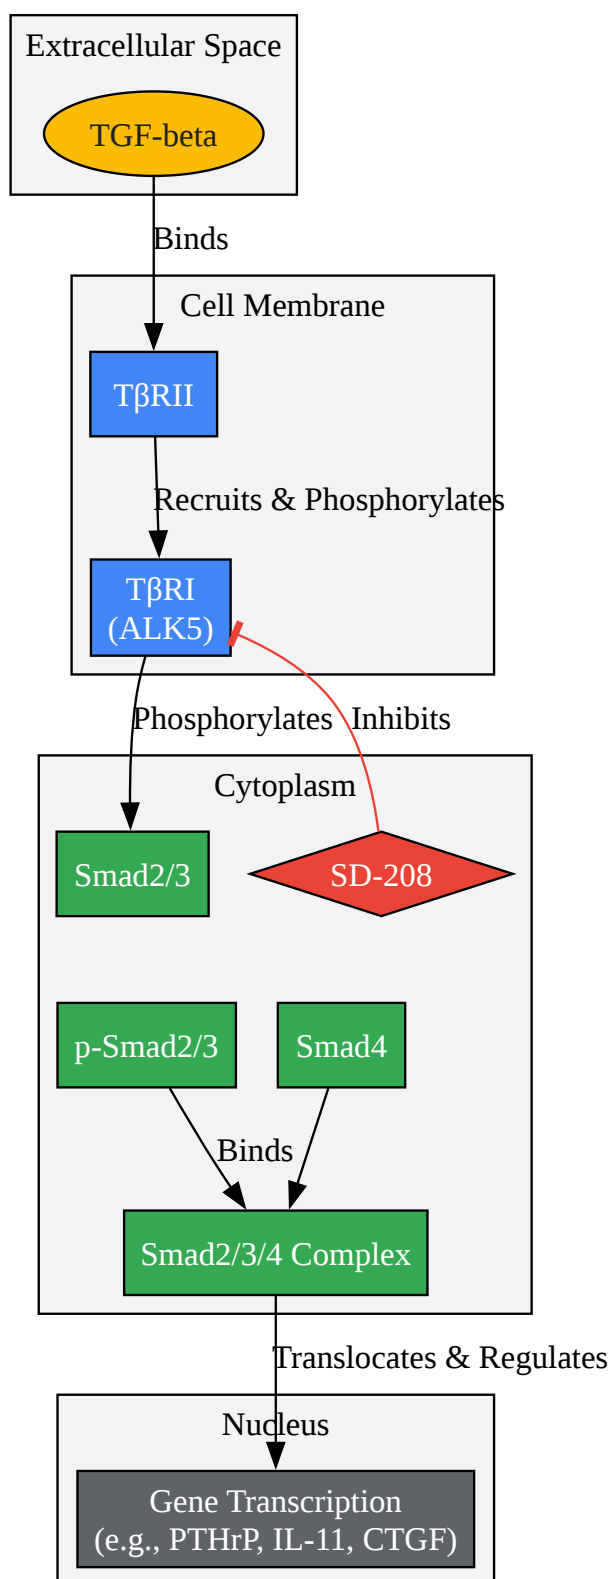 Extracellular Space
TGF-beta
Binds
Cell Membrane
TβRII
Recruits & Phosphorylates
TβRI
(ALK5)
Phosphorylates
Inhibits
Cytoplasm
Smad2/3
SD-208
p-Smad2/3
Smad4
Binds
Smad2/3/4 Complex
Translocates & Regulates
Nucleus
Gene Transcription
(e.g., PTHrP, IL-11, CTGF)